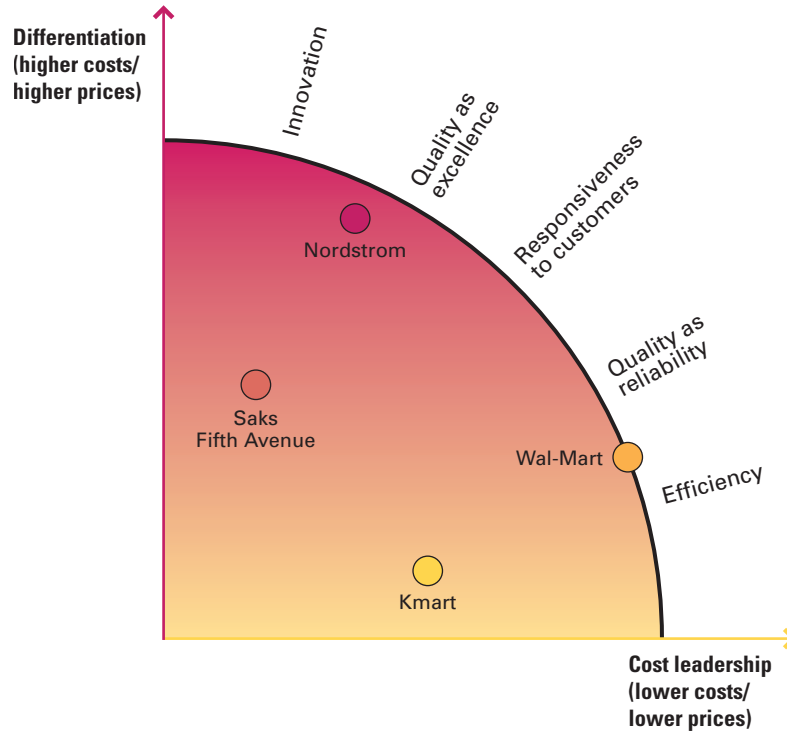 Differentiation
(higher costs/
higher prices)
Innovation
Quality as
excellence
Responsiveness
to customers
Quality as
reliability
Efficiency
Nordstrom
Saks
Fifth Avenue
Wal-Mart
Kmart
Cost leadership
(lower costs/
lower prices)